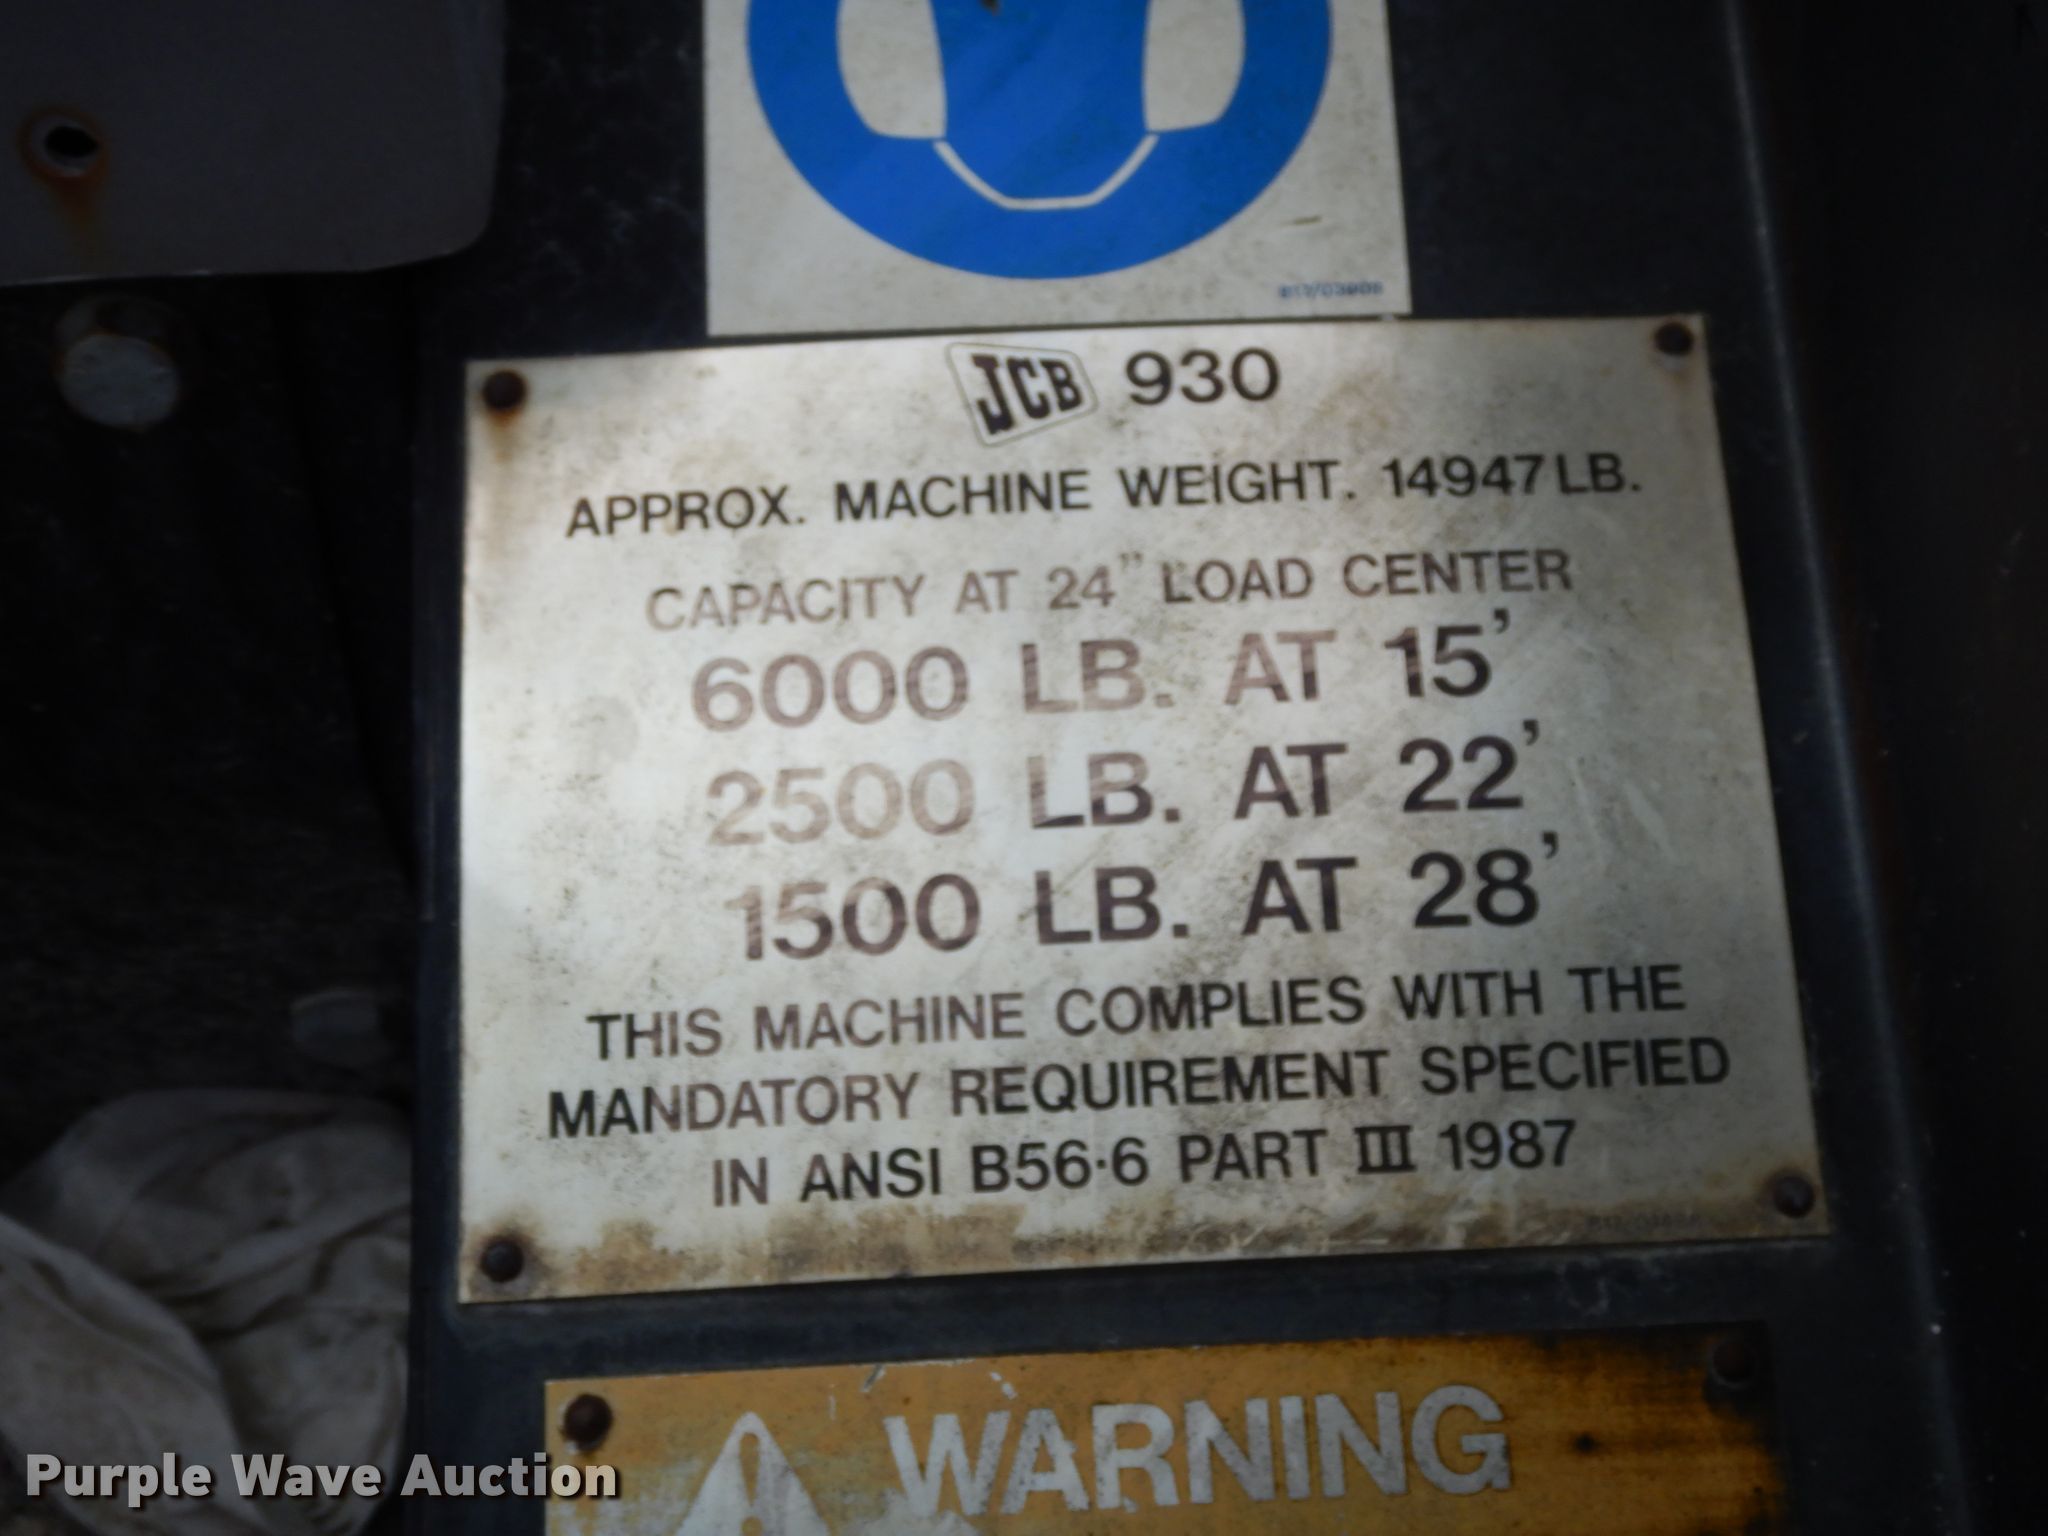 JCB 930
APPROX. MACHINE WEIGHT. 14947 LB.
CAPACITY AT 24" LOAD CENTER
6000 LB. AT 15'
2500 LB. AT 22'
1500 LB. AT 28'
THIS MACHINE COMPLIES WITH THE
MANDATORY REQUIREMENT SPECIFIED
IN ANSI B56·6 PART III 1987
WARNING
Purple Wave Auction